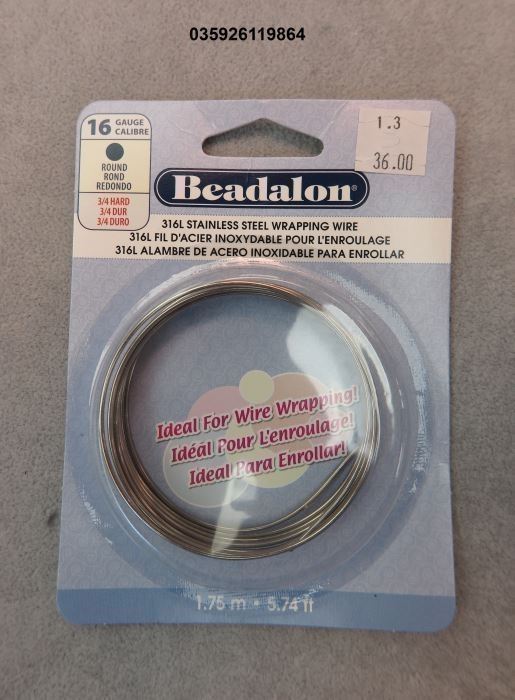 035926119864
16 GAUGE
CALIBRE
ROUND
ROND
REDONDO
3/4 HARD
3/4 DUR
3/4 DURO
1.3
36.00
Beadalon®
316L STAINLESS STEEL WRAPPING WIRE
316L FIL D'ACIER INOXYDABLE POUR L'ENROULAGE
316L ALAMBRE DE ACERO INOXIDABLE PARA ENROLLAR
Ideal For Wire Wrapping!
Idéal Pour L'enroulage!
Ideal Para Enrollar!
1.75 m • 5.74 ft